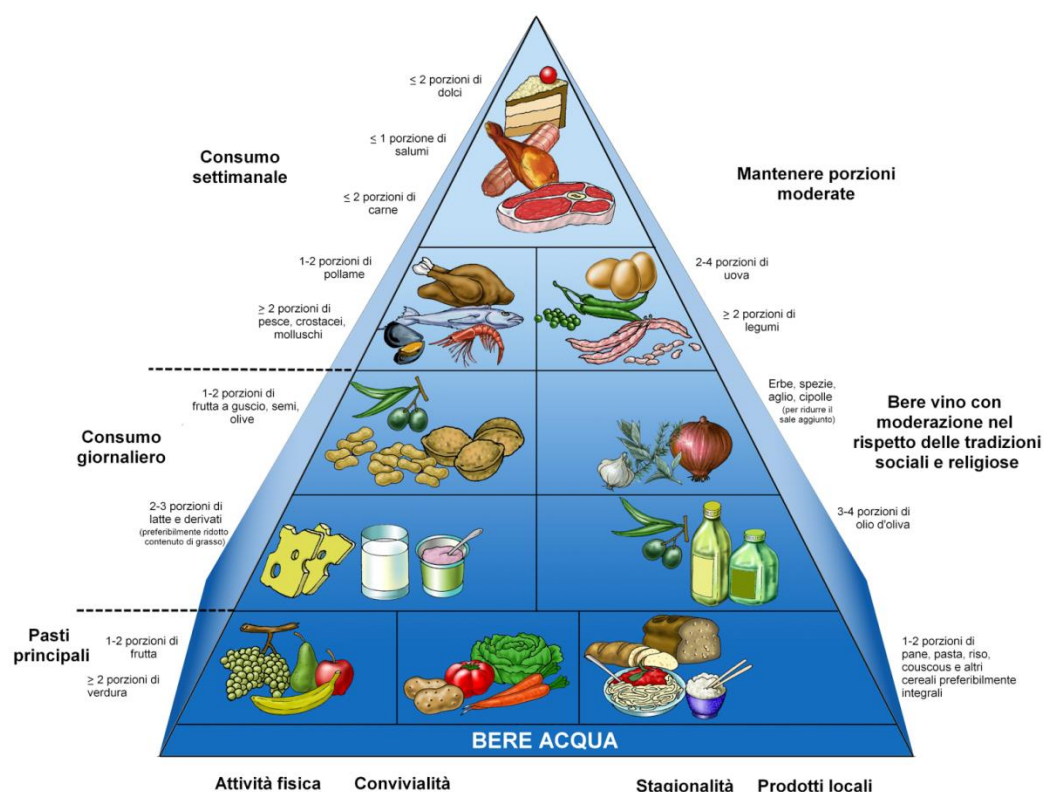 ≤ 2 porzioni di
dolci
≤ 1 porzione di
salumi
Consumo
settimanale
≤ 2 porzioni di
carne
Mantenere porzioni
moderate
1-2 porzioni di
pollame
2-4 porzioni di
uova
≥ 2 porzioni di
pesce, crostacei,
molluschi
≥ 2 porzioni di
legumi
1-2 porzioni di
frutta a guscio, semi,
olive
Erbe, spezie,
aglio, cipolle
(per ridurre il
sale aggiunto)
Consumo
giornaliero
Bere vino con
moderazione nel
rispetto delle tradizioni
sociali e religiose
2-3 porzioni di
latte e derivati
(preferibilmente ridotto
contenuto di grasso)
3-4 porzioni di
olio d'oliva
Pasti
principali
1-2 porzioni di
frutta
≥ 2 porzioni di
verdura
1-2 porzioni di
pane, pasta, riso,
couscous e altri
cereali preferibilmente
integrali
BERE ACQUA
Attività fisica
Convivialità
Stagionalità
Prodotti locali